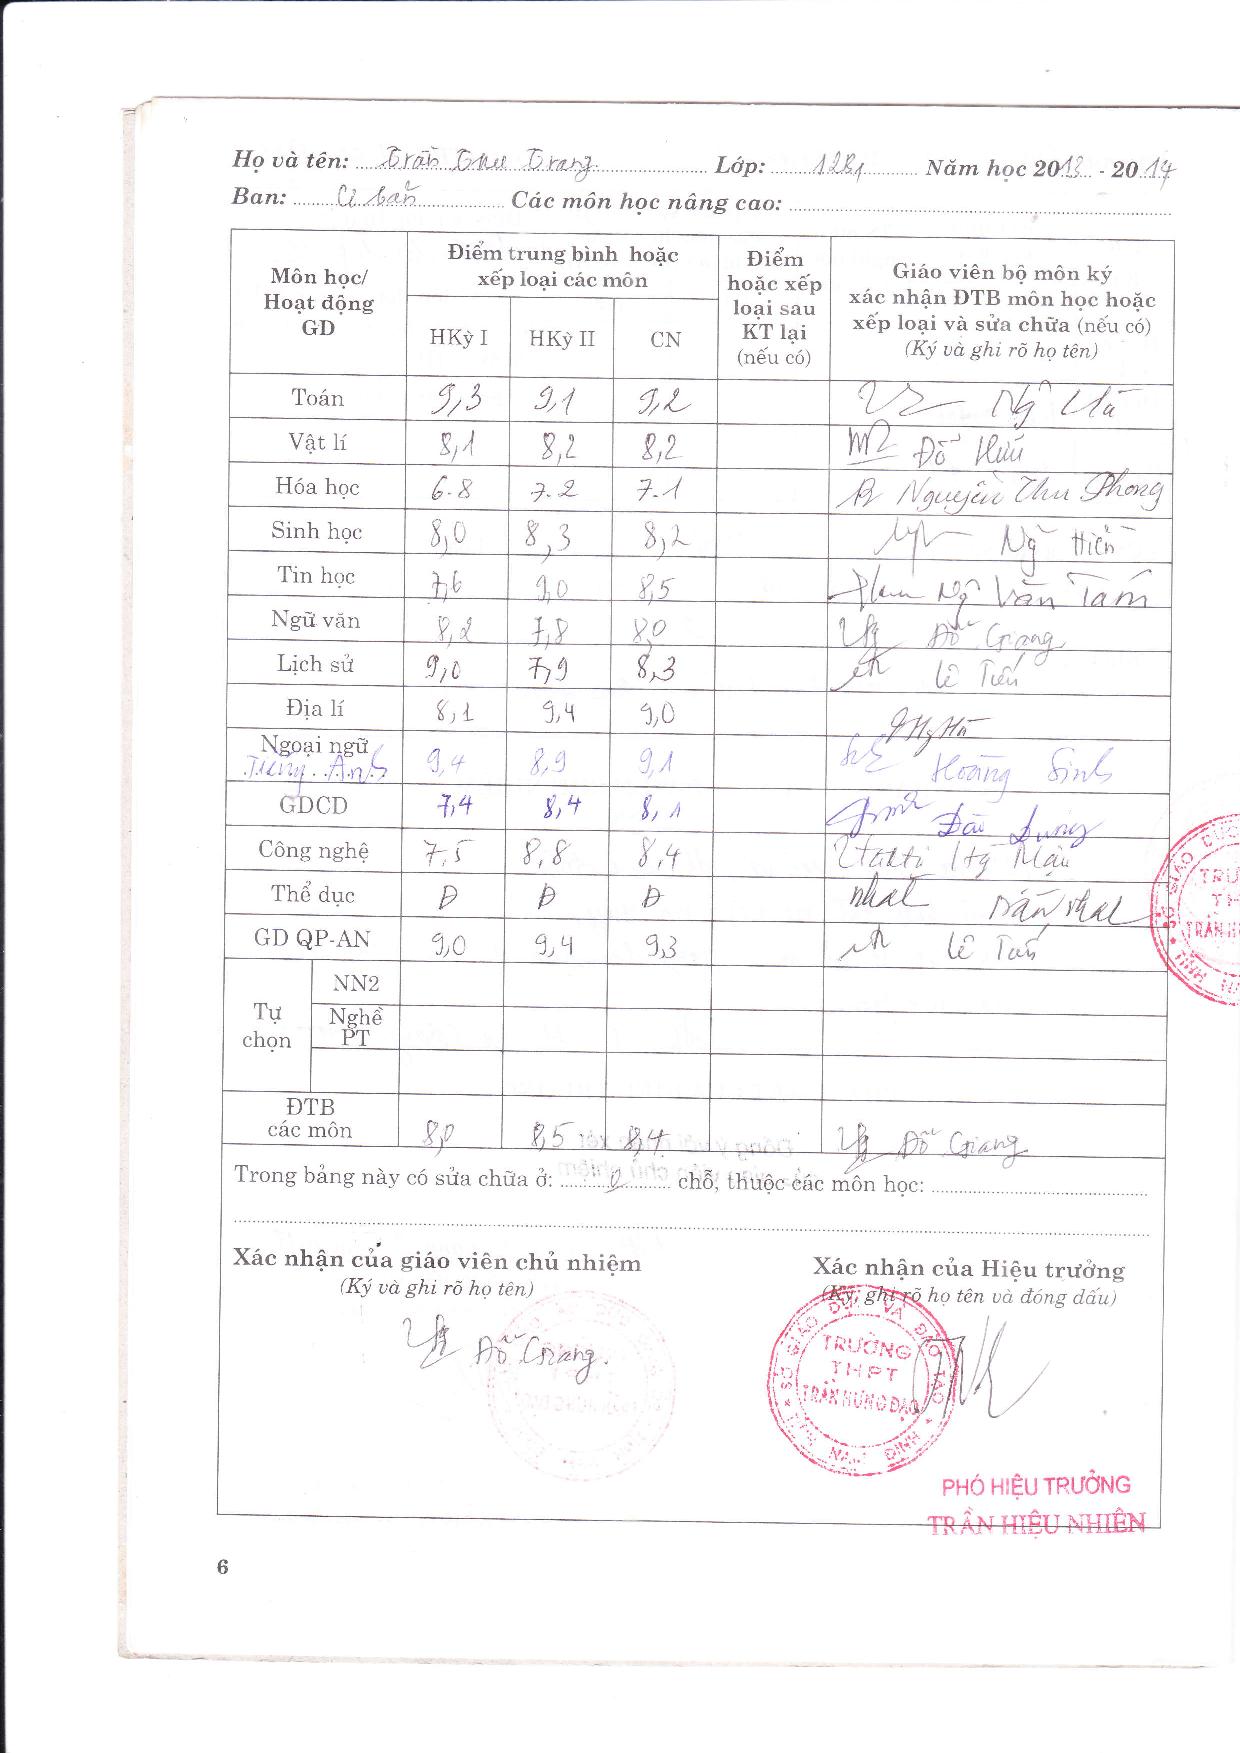 Họ và tên: Trần Thu Trang Lớp: 12B1 Năm học 2013 - 2014
Ban: Cơ bản Các môn học nâng cao:
Môn học/ Hoạt động GD
Điểm trung bình hoặc xếp loại các môn
HKỳ I HKỳ II CN
Điểm hoặc xếp loại sau KT lại (nếu có)
Giáo viên bộ môn ký xác nhận ĐTB môn học hoặc xếp loại và sửa chữa (nếu có)
(Ký và ghi rõ họ tên)
Toán 9,3 9,1 9,2 Ng Hà
Vật lí 8,1 8,2 8,2 Đỗ Hữu
Hóa học 6.8 7.2 7.1 Nguyễn Thu Phong
Sinh học 8,0 8,3 8,2 Ng Hiền
Tin học 7,6 9,0 8,5 Ngô Văn Tám
Ngữ văn 8,2 7,8 8,0 Đỗ Giang
Lịch sử 9,0 7,9 8,3 Lê Tiến
Địa lí 8,1 9,4 9,0
Ngoại ngữ Tiếng Anh 9,4 8,9 9,1 Hoàng Sinh
GDCD 7,4 8,4 8,1 Đào Dung
Công nghệ 7,5 8,8 8,4 Mậu
Thể dục Đ Đ Đ
GD QP-AN 9,0 9,4 9,3 Lê
Tự chọn
NN2
Nghề PT
ĐTB các môn 8,0 8,5 8,4 Đỗ Giang
Trong bảng này có sửa chữa ở: 0 chỗ, thuộc các môn học:
Xác nhận của giáo viên chủ nhiệm Xác nhận của Hiệu trưởng
(Ký và ghi rõ họ tên) (Ký, ghi rõ họ tên và đóng dấu)
Đỗ Giang.
SỞ GIÁO DỤC VÀ ĐÀO TẠO
TRƯỜNG
THPT
TRẦN HƯNG ĐẠO
PHÓ HIỆU TRƯỞNG
TRẦN HIỆU NHIÊN
6